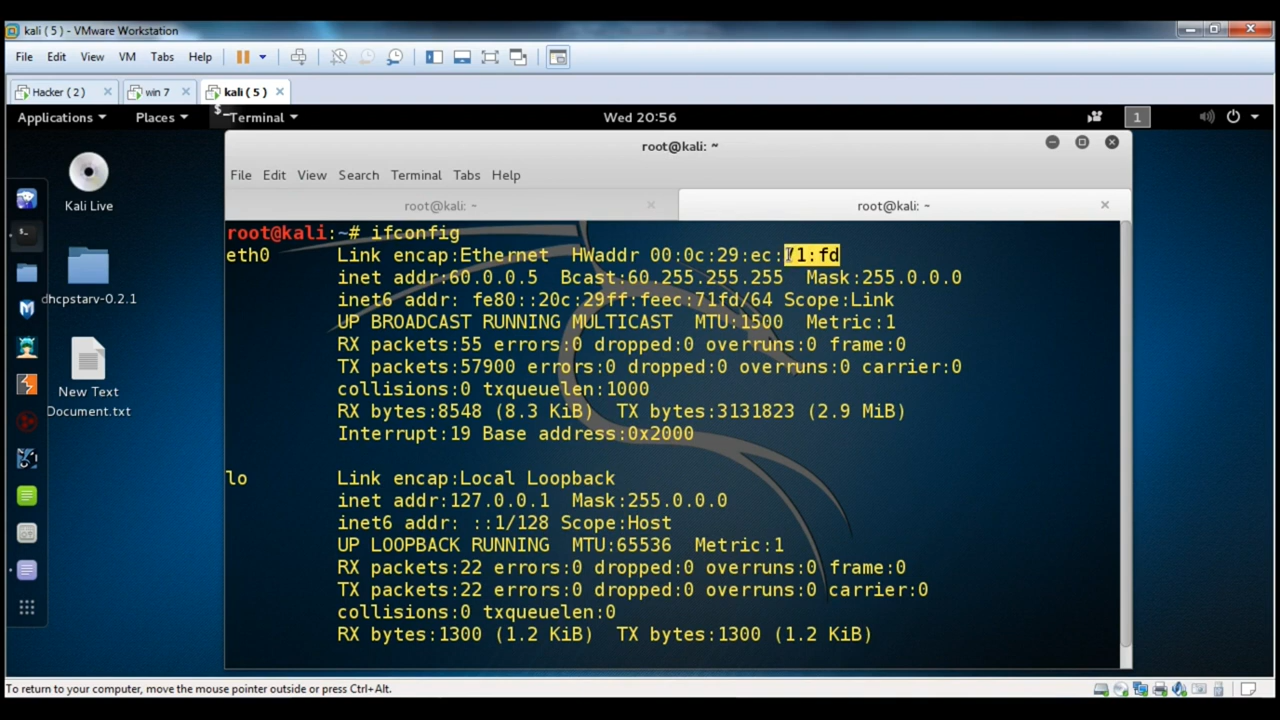 kali ( 5 ) - VMware Workstation
File Edit View VM Tabs Help
Hacker ( 2 ) win 7 kali ( 5 )
Applications Places Terminal Wed 20:56 1
root@kali: ~
File Edit View Search Terminal Tabs Help
root@kali: ~ root@kali: ~
Kali Live
dhcpstarv-0.2.1
New Text
Document.txt
root@kali:~# ifconfig
eth0 Link encap:Ethernet HWaddr 00:0c:29:ec:71:fd
inet addr:60.0.0.5 Bcast:60.255.255.255 Mask:255.0.0.0
inet6 addr: fe80::20c:29ff:feec:71fd/64 Scope:Link
UP BROADCAST RUNNING MULTICAST MTU:1500 Metric:1
RX packets:55 errors:0 dropped:0 overruns:0 frame:0
TX packets:57900 errors:0 dropped:0 overruns:0 carrier:0
collisions:0 txqueuelen:1000
RX bytes:8548 (8.3 KiB) TX bytes:3131823 (2.9 MiB)
Interrupt:19 Base address:0x2000
lo Link encap:Local Loopback
inet addr:127.0.0.1 Mask:255.0.0.0
inet6 addr: ::1/128 Scope:Host
UP LOOPBACK RUNNING MTU:65536 Metric:1
RX packets:22 errors:0 dropped:0 overruns:0 frame:0
TX packets:22 errors:0 dropped:0 overruns:0 carrier:0
collisions:0 txqueuelen:0
RX bytes:1300 (1.2 KiB) TX bytes:1300 (1.2 KiB)
To return to your computer, move the mouse pointer outside or press Ctrl+Alt.